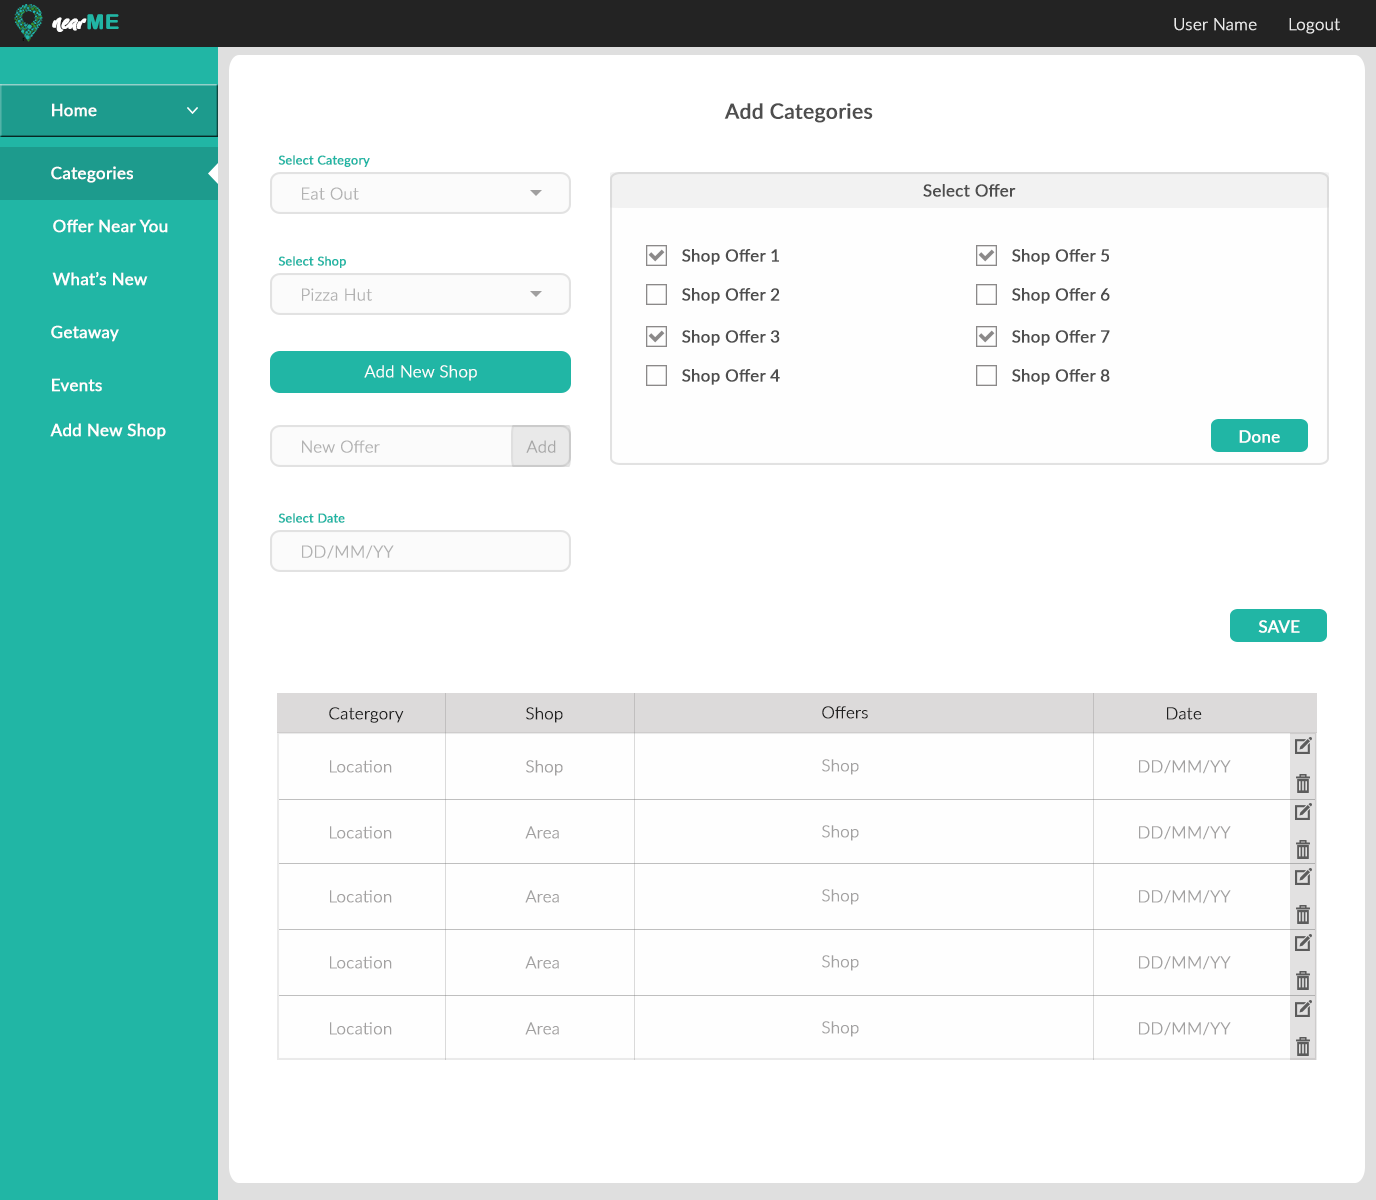 nearME
User Name Logout
Home
Categories
Offer Near You
What's New
Getaway
Events
Add New Shop
Add Categories
Select Category
Eat Out
Select Shop
Pizza Hut
Add New Shop
New Offer Add
Select Date
DD/MM/YY
Select Offer
Shop Offer 1 Shop Offer 5
Shop Offer 2 Shop Offer 6
Shop Offer 3 Shop Offer 7
Shop Offer 4 Shop Offer 8
Done
SAVE
Catergory Shop Offers Date
Location Shop Shop DD/MM/YY
Location Area Shop DD/MM/YY
Location Area Shop DD/MM/YY
Location Area Shop DD/MM/YY
Location Area Shop DD/MM/YY